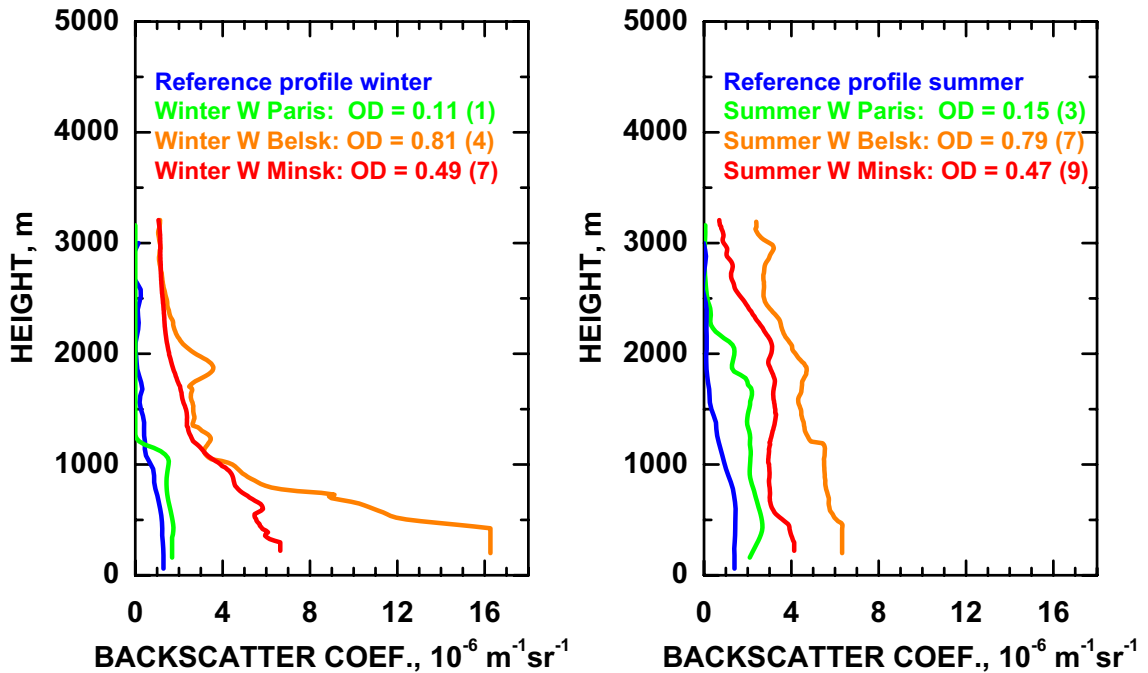 5000
Reference profile winter
Winter W Paris: OD = 0.11 (1)
4000
Winter W Belsk: OD = 0.81 (4)
Winter W Minsk: OD = 0.49 (7)
3000
HEIGHT, m
2000
1000
0
0 4 8 12 16
BACKSCATTER COEF., 10⁻⁶ m⁻¹sr⁻¹
5000
Reference profile summer
Summer W Paris: OD = 0.15 (3)
4000
Summer W Belsk: OD = 0.79 (7)
Summer W Minsk: OD = 0.47 (9)
3000
HEIGHT, m
2000
1000
0
0 4 8 12 16
BACKSCATTER COEF., 10⁻⁶ m⁻¹sr⁻¹